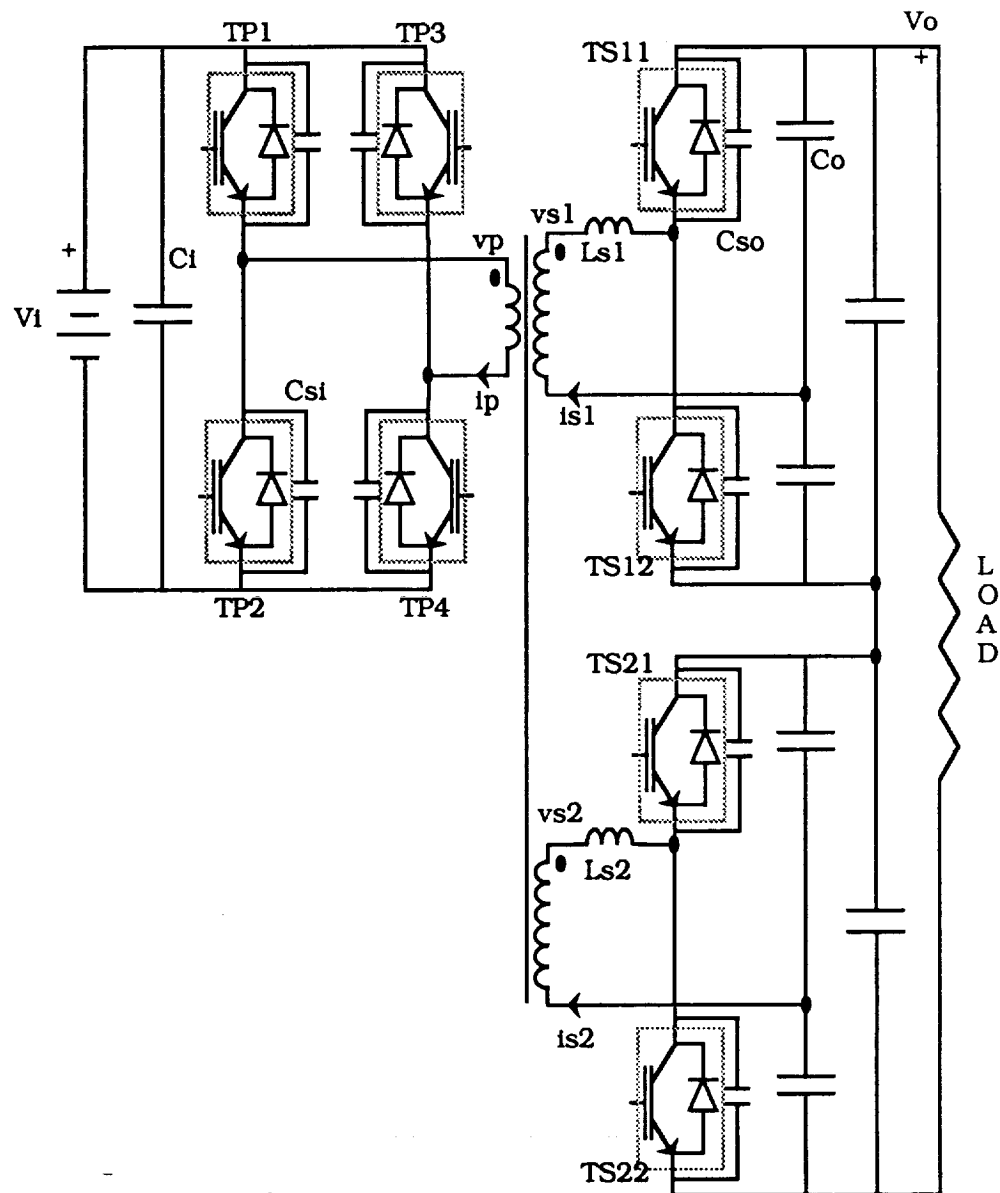 TP1
TP3
Vo
+
TS11
Co
vs1
Ls1
Cso
+
Ci
vp
Vi
Csi
ip
is1
TS12
TP2
TP4
L
O
A
D
TS21
vs2
Ls2
is2
TS22